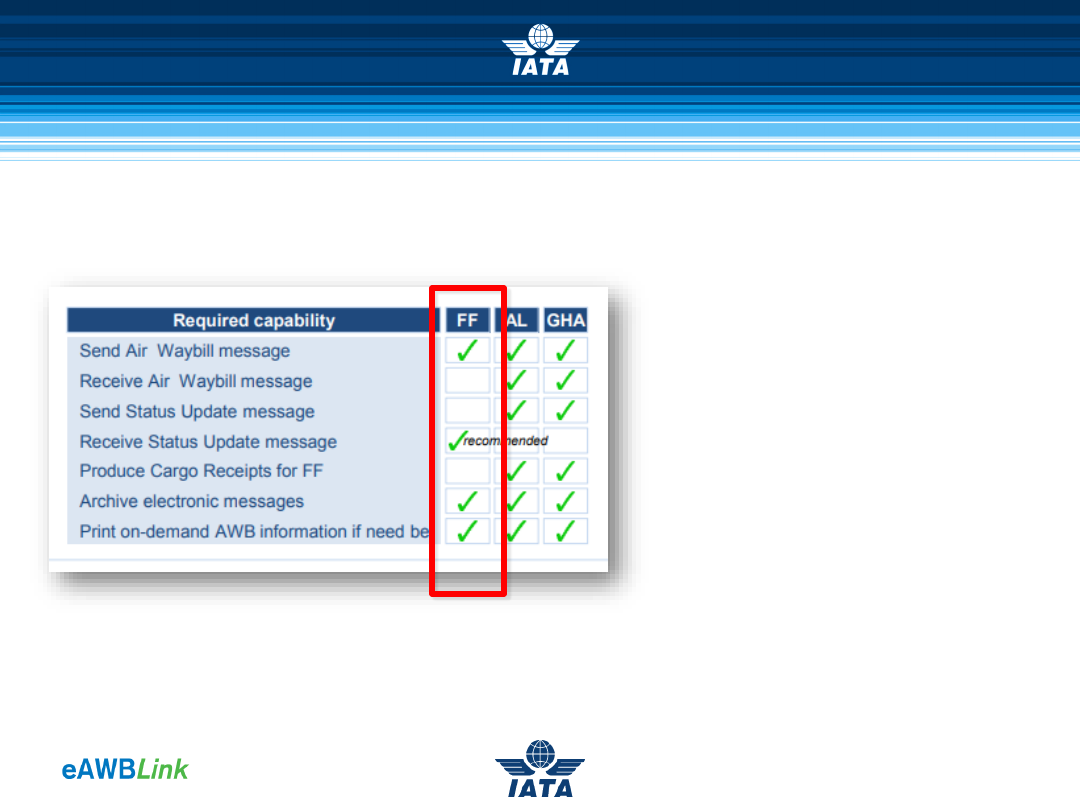 IATA
Required capability FF AL GHA
Send Air Waybill message
Receive Air Waybill message
Send Status Update message
Receive Status Update message recommended
Produce Cargo Receipts for FF
Archive electronic messages
Print on-demand AWB information if need be
eAWBLink
IATA